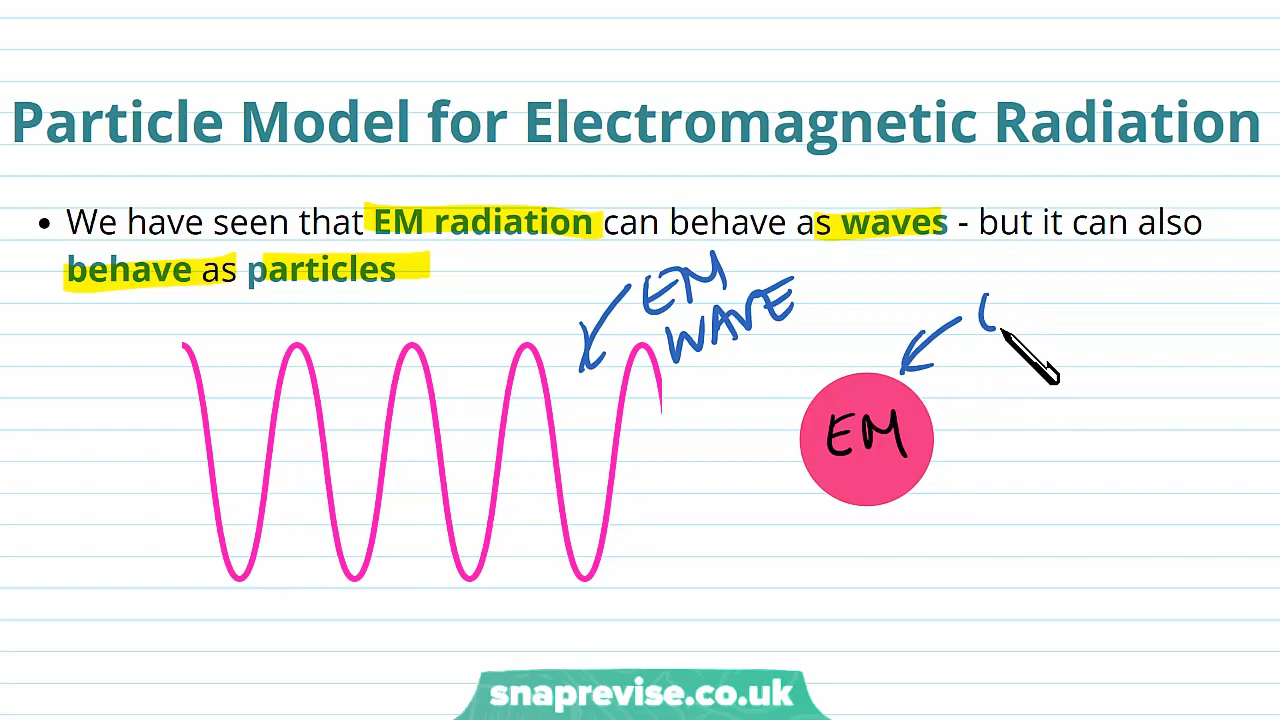 Particle Model for Electromagnetic Radiation
• We have seen that EM radiation can behave as waves - but it can also
behave as particles
EM
WAVE
EM
snaprevise.co.uk